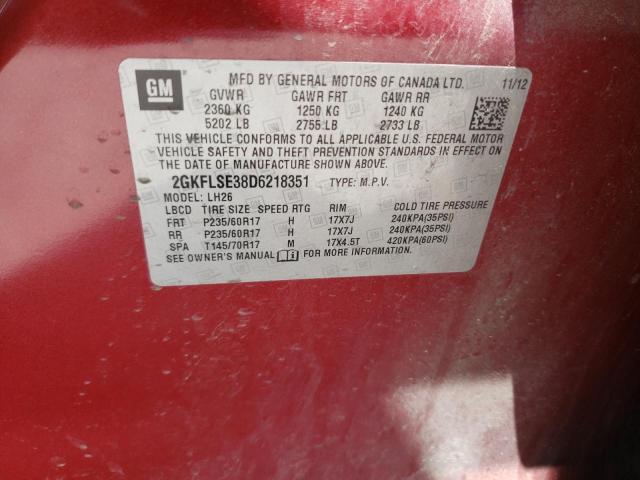 GM
MFD BY GENERAL MOTORS OF CANADA LTD. 11/12
GVWR GAWR FRT GAWR RR
2360 KG 1250 KG 1240 KG
5202 LB 2755 LB 2733 LB
THIS VEHICLE CONFORMS TO ALL APPLICABLE U.S. FEDERAL MOTOR
VEHICLE SAFETY AND THEFT PREVENTION STANDARDS IN EFFECT ON
THE DATE OF MANUFACTURE SHOWN ABOVE.
2GKFLSE38D6218351 TYPE: M.P.V.
MODEL: LH26
LBCD TIRE SIZE SPEED RTG RIM COLD TIRE PRESSURE
FRT P235/60R17 H 17X7J 240KPA(35PSI)
RR P235/60R17 H 17X7J 240KPA(35PSI)
SPA T145/70R17 M 17X4.5T 420KPA(60PSI)
SEE OWNER'S MANUAL FOR MORE INFORMATION